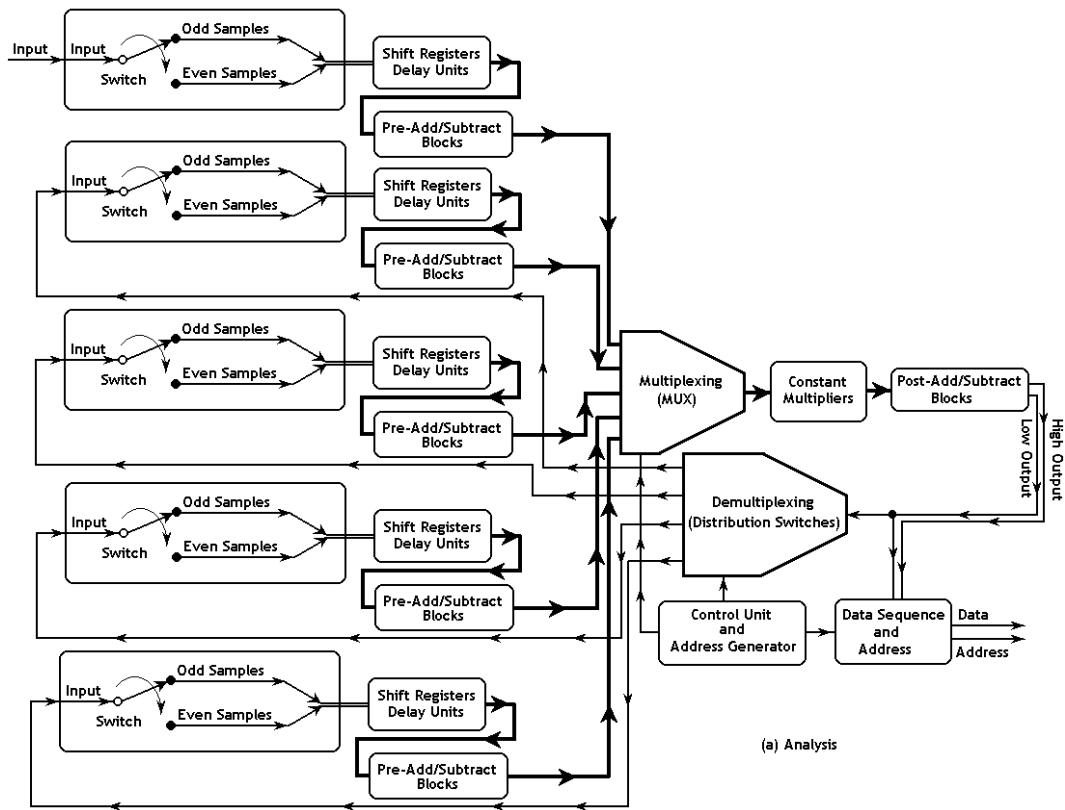 Input
Input
Switch
Odd Samples
Even Samples
Shift Registers
Delay Units
Pre-Add/Subtract
Blocks
Input
Switch
Odd Samples
Even Samples
Shift Registers
Delay Units
Pre-Add/Subtract
Blocks
Input
Switch
Odd Samples
Even Samples
Shift Registers
Delay Units
Pre-Add/Subtract
Blocks
Input
Switch
Odd Samples
Even Samples
Shift Registers
Delay Units
Pre-Add/Subtract
Blocks
Input
Switch
Odd Samples
Even Samples
Shift Registers
Delay Units
Pre-Add/Subtract
Blocks
Multiplexing
(MUX)
Constant
Multipliers
Post-Add/Subtract
Blocks
Low Output
High Output
Demultiplexing
(Distribution Switches)
Control Unit
and
Address Generator
Data Sequence
and
Address
Data
Address
(a) Analysis